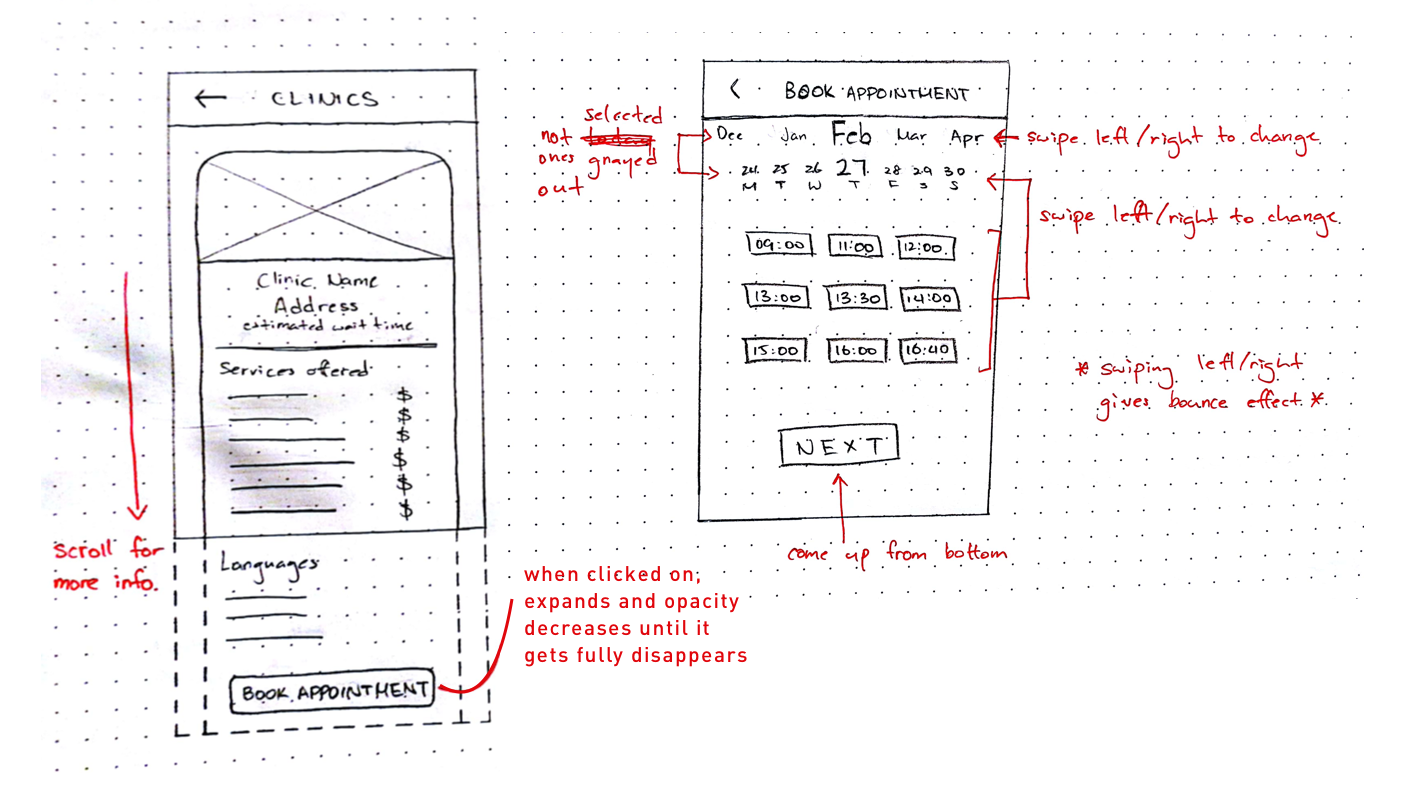 ← CLINICS
Clinic Name
Address
estimated wait time
Services offered
$
$
$
$
$
$
Scroll for
more info.
Languages
BOOK APPOINTMENT
when clicked on;
expands and opacity
decreases until it
gets fully disappears
< BOOK APPOINTMENT
selected
not
ones grayed
out
Dec Jan Feb Mar Apr
← swipe left/right to change
24 25 26 27 28 29 30
M T W T F S S
swipe left/right to change
09:00 11:00 12:00
13:00 13:30 14:00
15:00 16:00 16:40
* swiping left/right
gives bounce effect *
NEXT
come up from bottom